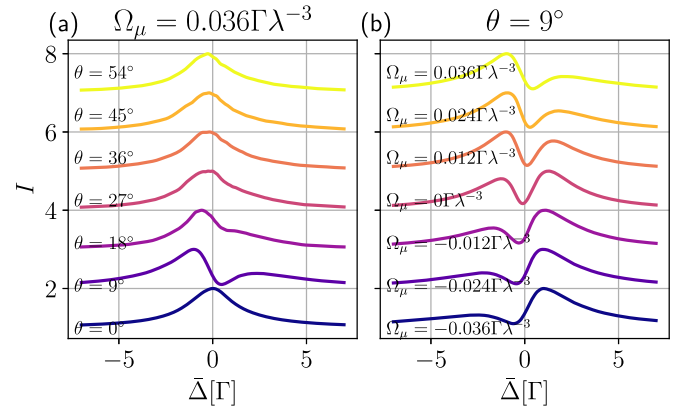 (a) Ω_μ = 0.036Γλ⁻³
8
6
4
2
I
θ = 54°
θ = 45°
θ = 36°
θ = 27°
θ = 18°
θ = 9°
θ = 0°
−5 0 5
Δ̄[Γ]
(b) θ = 9°
Ω_μ = 0.036Γλ⁻³
Ω_μ = 0.024Γλ⁻³
Ω_μ = 0.012Γλ⁻³
Ω_μ = 0Γλ⁻³
Ω_μ = −0.012Γλ⁻³
Ω_μ = −0.024Γλ⁻³
Ω_μ = −0.036Γλ⁻³
−5 0 5
Δ̄[Γ]